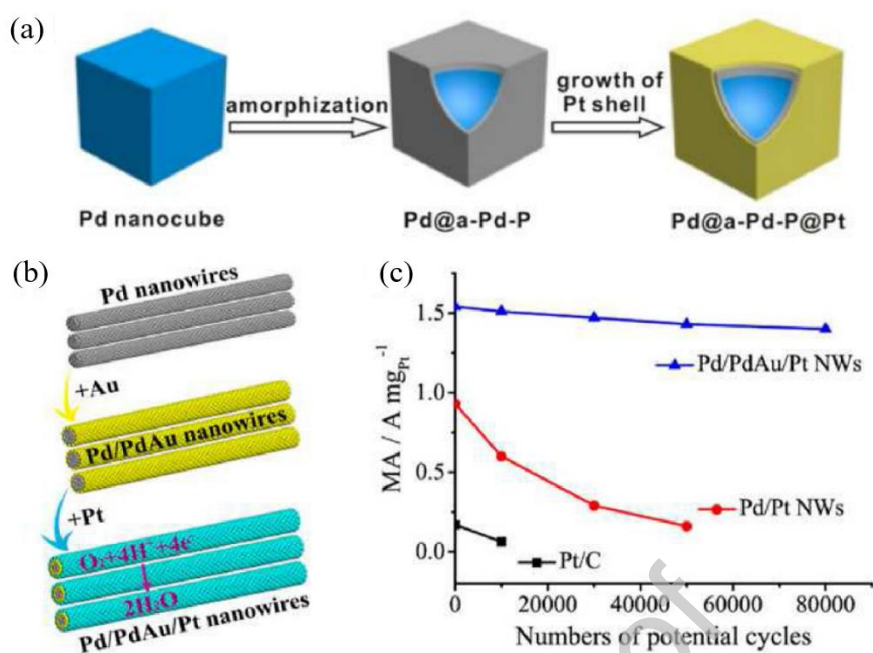 (a)
amorphization
growth of
Pt shell
Pd nanocube
Pd@a-Pd-P
Pd@a-Pd-P@Pt
(b)
Pd nanowires
+Au
Pd/PdAu nanowires
+Pt
O₂+4H⁺+4e⁻
2H₂O
Pd/PdAu/Pt nanowires
(c)
MA / A mg⁻¹Pt
1.5
1.0
0.5
0.0
Pd/PdAu/Pt NWs
Pd/Pt NWs
Pt/C
0 20000 40000 60000 80000
Numbers of potential cycles